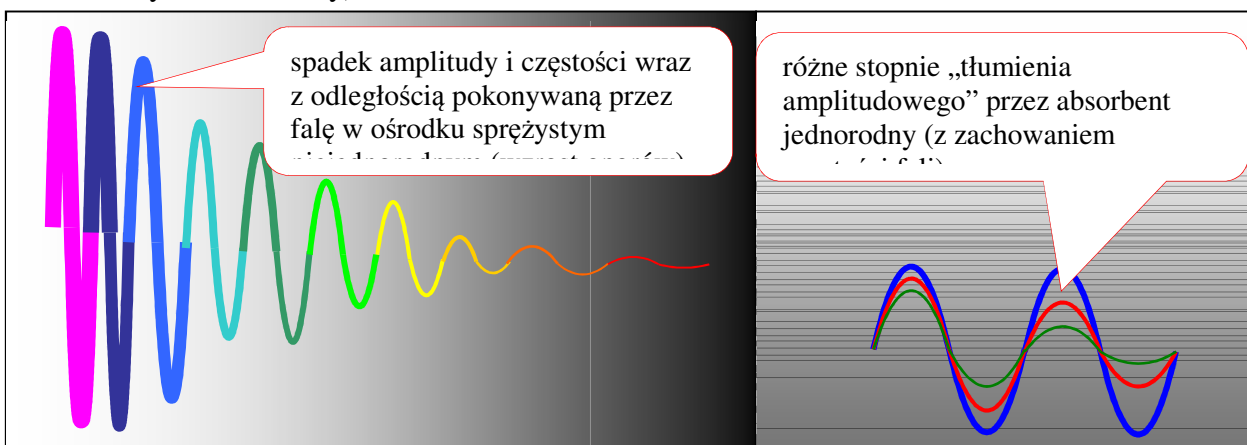 spadek amplitudy i częstości wraz
z odległością pokonywaną przez
falę w ośrodku sprężystym
różne stopnie „tłumienia
amplitudowego” przez absorbent
jednorodny (z zachowaniem